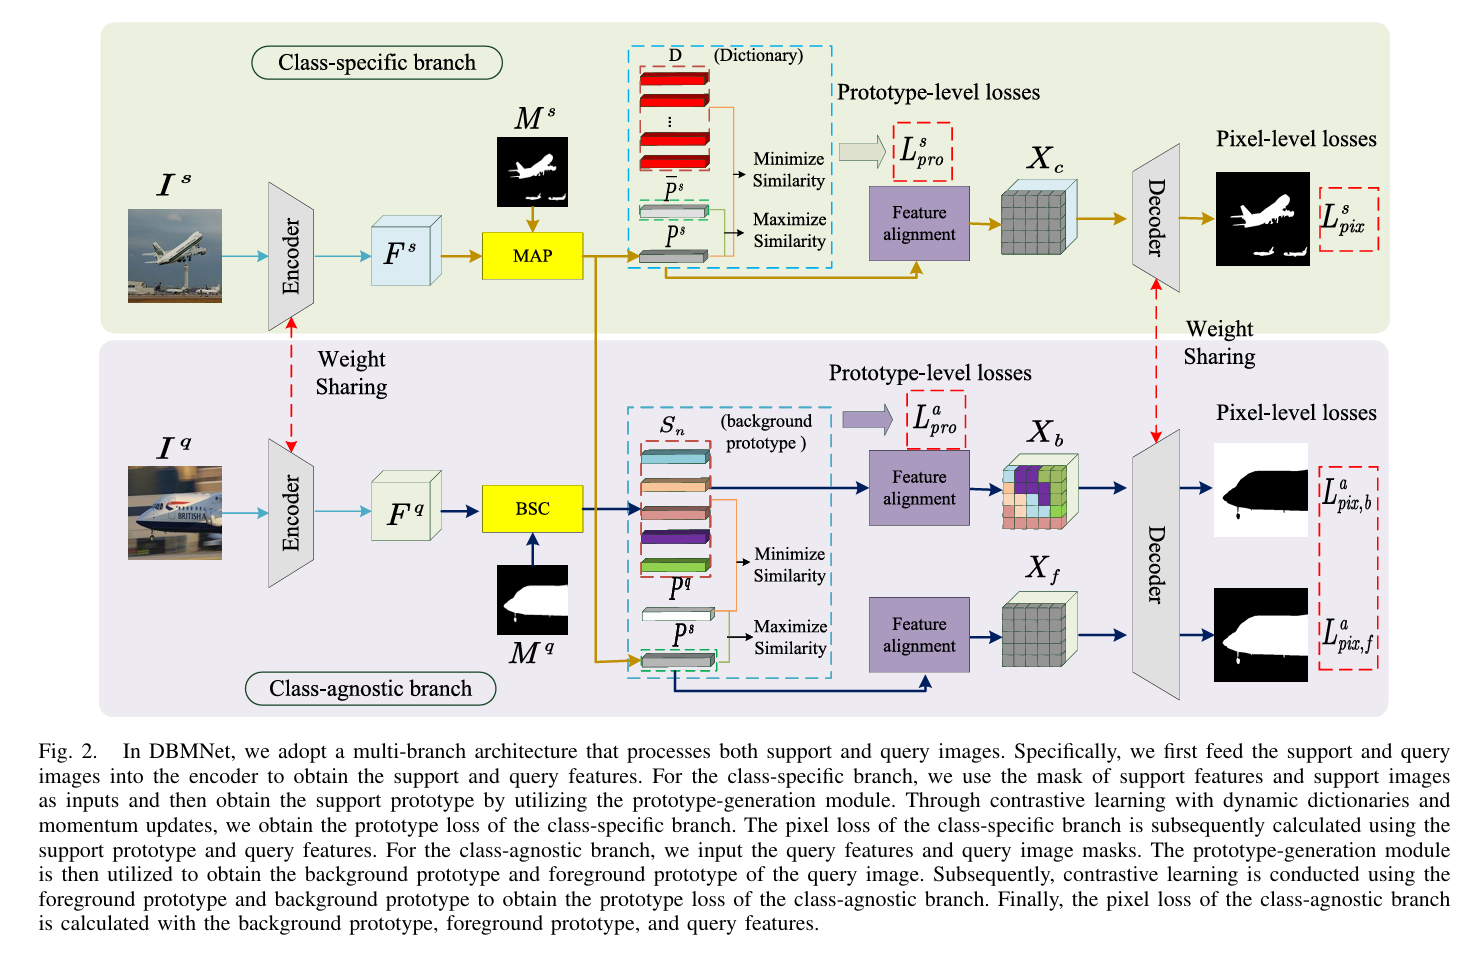 Class-specific branch
D
(Dictionary)
Prototype-level losses
M^s
L^s_pro
X_c
Pixel-level losses
I^s
Minimize
Similarity
P̄^s
Encoder
F^s
MAP
Maximize
Similarity
P^s
Feature
alignment
Decoder
L^s_pix
Weight
Sharing
Weight
Sharing
Prototype-level losses
S_n
(background
prototype )
L^a_pro
X_b
Pixel-level losses
I^q
BRITISH A
Encoder
F^q
BSC
Feature
alignment
Decoder
L^a_pix,b
Minimize
Similarity
P^q
X_f
M^q
P^s
Maximize
Similarity
Feature
alignment
L^a_pix,f
Class-agnostic branch
Fig. 2. In DBMNet, we adopt a multi-branch architecture that processes both support and query images. Specifically, we first feed the support and query
images into the encoder to obtain the support and query features. For the class-specific branch, we use the mask of support features and support images
as inputs and then obtain the support prototype by utilizing the prototype-generation module. Through contrastive learning with dynamic dictionaries and
momentum updates, we obtain the prototype loss of the class-specific branch. The pixel loss of the class-specific branch is subsequently calculated using the
support prototype and query features. For the class-agnostic branch, we input the query features and query image masks. The prototype-generation module
is then utilized to obtain the background prototype and foreground prototype of the query image. Subsequently, contrastive learning is conducted using the
foreground prototype and background prototype to obtain the prototype loss of the class-agnostic branch. Finally, the pixel loss of the class-agnostic branch
is calculated with the background prototype, foreground prototype, and query features.